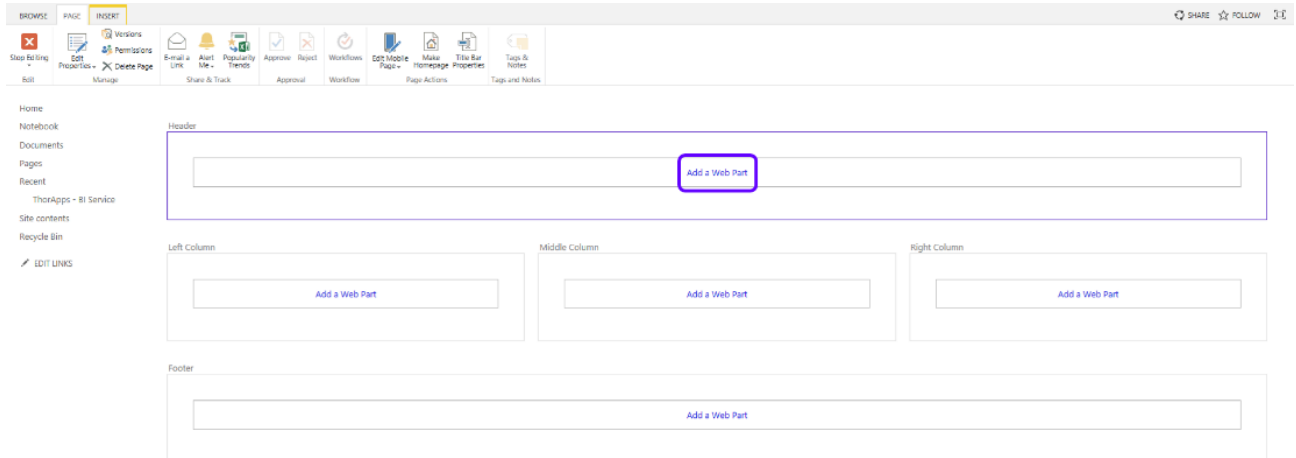 BROWSE PAGE INSERT SHARE FOLLOW
Stop Editing
Edit Properties
Versions
Permissions
Delete Page
E-mail a Link
Alert Me
Popularity Trends
Approve
Reject
Workflows
Edit Mobile Page
Make Homepage
Title Bar Properties
Tags & Notes
Edit Manage Share & Track Approval Workflow Page Actions Tags and Notes
Home
Notebook
Documents
Pages
Recent
ThorApps - BI Service
Site contents
Recycle Bin
EDIT LINKS
Header
Add a Web Part
Left Column Middle Column Right Column
Add a Web Part Add a Web Part Add a Web Part
Footer
Add a Web Part